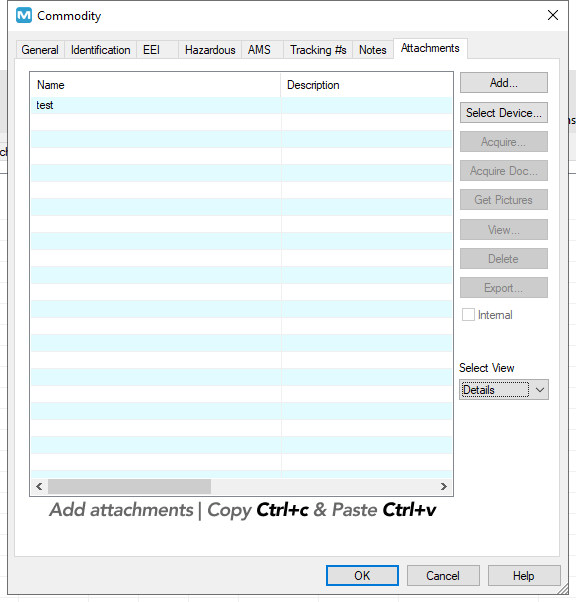 Commodity
General Identification EEI Hazardous AMS Tracking #s Notes Attachments
Name Description
test
Add...
Select Device...
Acquire...
Acquire Doc...
Get Pictures
View...
Delete
Export...
Internal
Select View
Details
Add attachments | Copy Ctrl+c & Paste Ctrl+v
OK Cancel Help